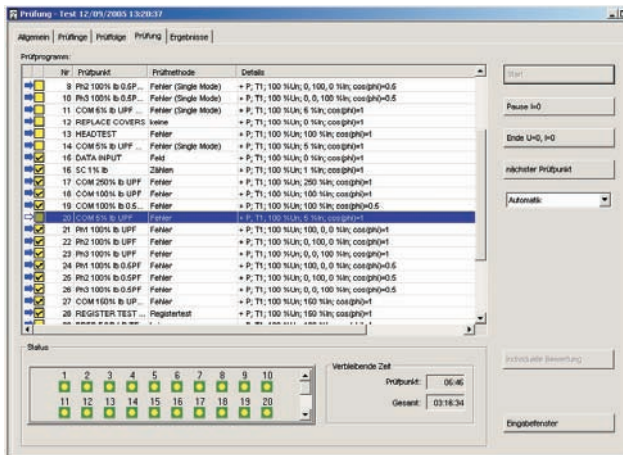 Prüfung - Test 12/09/2005 13:20:37
Allgemein Prüflinge Prüffolge Prüfung Ergebnisse
Prüfprogramm:
Nr Prüfpunkt Prüfmethode Details
9 Ph2 100% Ib 0.5P... Fehler (Single Mode) + P; T1; 100 %Un; 0, 100, 0 %In; cos(phi)=0.5
10 Ph3 100% Ib 0.5P... Fehler (Single Mode) + P; T1; 100 %Un; 0, 0, 100 %In; cos(phi)=0.5
11 COM 5% Ib UPF ... Fehler (Single Mode) + P; T1; 100 %Un; 5 %In; cos(phi)=1
12 REPLACE COVERS keine + P; T1; 100 %Un; 0 %In; cos(phi)=1
13 HEADTEST Fehler + P; T1; 100 %Un; 100 %In; cos(phi)=1
14 COM 5% Ib UPF ... Fehler (Single Mode) + P; T1; 100 %Un; 5 %In; cos(phi)=1
15 DATA INPUT Feld + P; T1; 100 %Un; 0 %In; cos(phi)=1
16 SC 1% Ib Zählen + P; T1; 100 %Un; 1 %In; cos(phi)=1
17 COM 250% Ib UPF Fehler + P; T1; 100 %Un; 250 %In; cos(phi)=1
18 COM 100% Ib UPF Fehler + P; T1; 100 %Un; 100 %In; cos(phi)=1
19 COM 100% Ib 0.5... Fehler + P; T1; 100 %Un; 100 %In; cos(phi)=0.5
20 COM 5% Ib UPF Fehler + P; T1; 100 %Un; 5 %In; cos(phi)=1
21 Ph1 100% Ib UPF Fehler + P; T1; 100 %Un; 100, 0, 0 %In; cos(phi)=1
22 Ph2 100% Ib UPF Fehler + P; T1; 100 %Un; 0, 100, 0 %In; cos(phi)=1
23 Ph3 100% Ib UPF Fehler + P; T1; 100 %Un; 0, 0, 100 %In; cos(phi)=1
24 Ph1 100% Ib 0.5PF Fehler + P; T1; 100 %Un; 100, 0, 0 %In; cos(phi)=0.5
25 Ph2 100% Ib 0.5PF Fehler + P; T1; 100 %Un; 0, 100, 0 %In; cos(phi)=0.5
26 Ph3 100% Ib 0.5PF Fehler + P; T1; 100 %Un; 0, 0, 100 %In; cos(phi)=0.5
27 COM 150% Ib UP... Fehler + P; T1; 100 %Un; 150 %In; cos(phi)=1
28 REGISTER TEST ... Registertest + P; T1; 100 %Un; 150 %In; cos(phi)=1
Start
Pause I=0
Ende U=0, I=0
nächster Prüfpunkt
Automatik
Status
1 2 3 4 5 6 7 8 9 10
11 12 13 14 15 16 17 18 19 20
Verbleibende Zeit
Prüfpunkt: 05:46
Gesamt: 03:16:34
Individuelle Bewertung
Eingabefenster